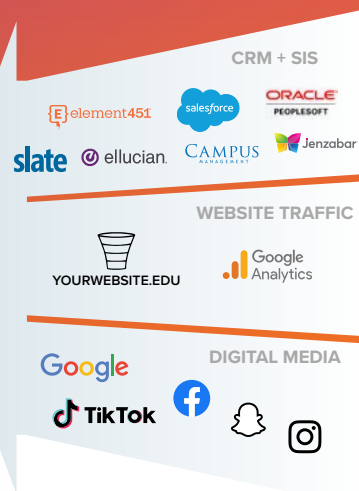 CRM + SIS
element451
salesforce
ORACLE
PEOPLESOFT
slate
ellucian.
CAMPUS
MANAGEMENT
Jenzabar
WEBSITE TRAFFIC
YOURWEBSITE.EDU
Google
Analytics
DIGITAL MEDIA
Google
TikTok